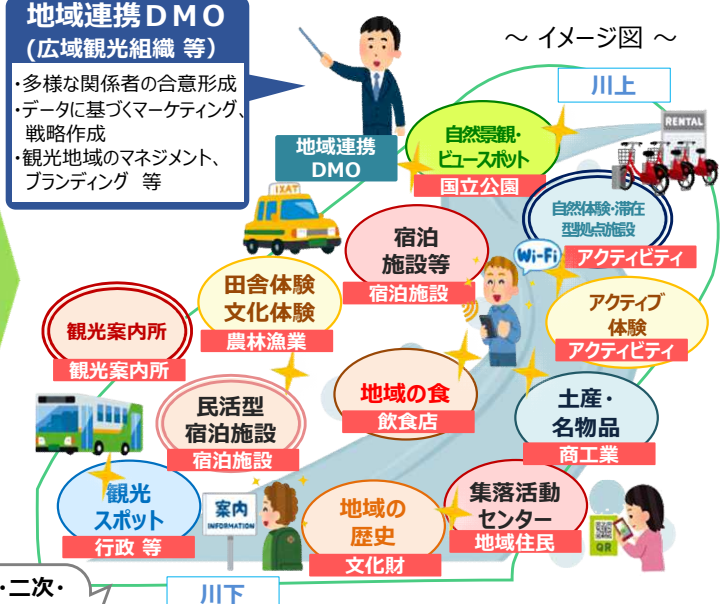 地域連携ＤＭＯ
(広域観光組織 等)
・多様な関係者の合意形成
・データに基づくマーケティング、
戦略作成
・観光地域のマネジメント、
ブランディング 等
～ イメージ図 ～
川上
RENTAL
地域連携
DMO
自然景観・
ビュースポット
国立公園
自然体験・滞在
型拠点施設
アクティビティ
IXAT
宿泊
施設等
宿泊施設
Wi-Fi
田舎体験
文化体験
農林漁業
アクティブ
体験
アクティビティ
観光案内所
観光案内所
地域の食
飲食店
土産・
名物品
商工業
民活型
宿泊施設
宿泊施設
観光
スポット
行政 等
案内
INFORMATION
地域の
歴史
文化財
集落活動
センター
地域住民
QR
・二次・
川下